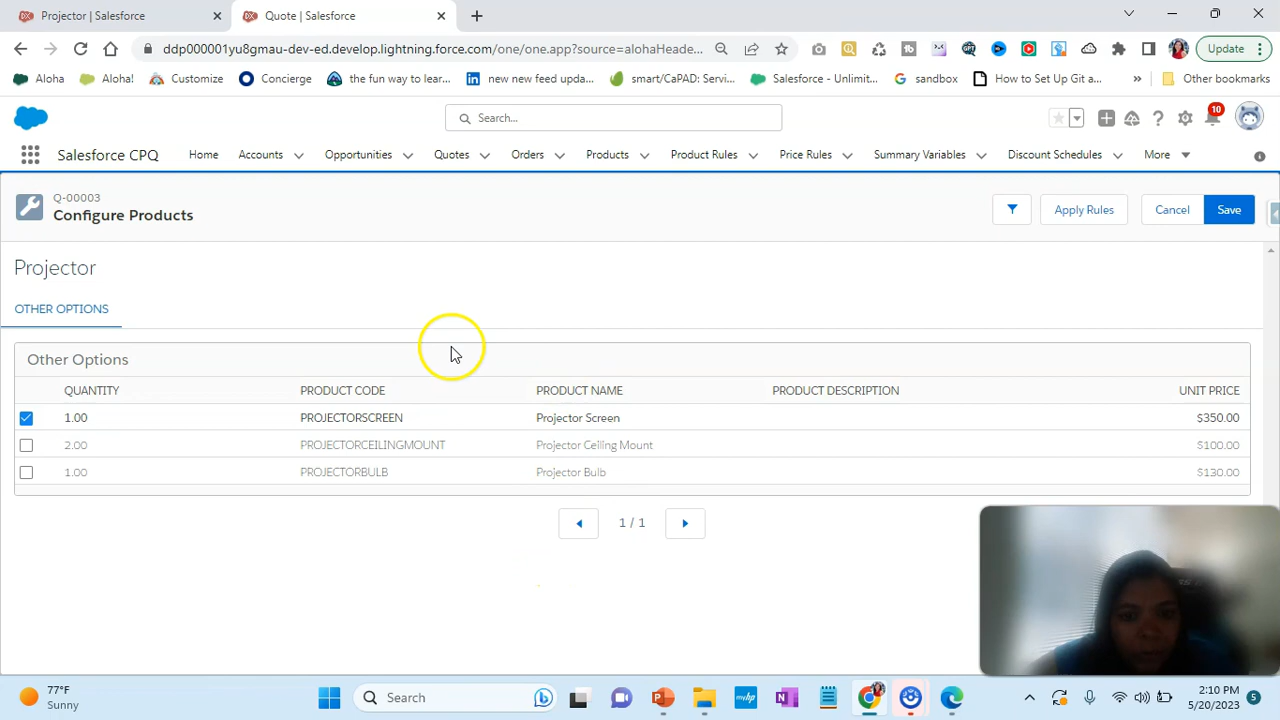 Projector | Salesforce
Quote | Salesforce
ddp000001yu8gmau-dev-ed.develop.lightning.force.com/one/one.app?source=alohaHeade...
Update
Aloha
Aloha!
Customize
Concierge
the fun way to lear...
new new feed upda...
smart/CaPAD: Servi...
Salesforce - Unlimit...
sandbox
How to Set Up Git a...
»
Other bookmarks
Search...
10
Salesforce CPQ
Home
Accounts
Opportunities
Quotes
Orders
Products
Product Rules
Price Rules
Summary Variables
Discount Schedules
More
Q-00003
Configure Products
Apply Rules
Cancel
Save
Projector
OTHER OPTIONS
Other Options
QUANTITY PRODUCT CODE PRODUCT NAME PRODUCT DESCRIPTION UNIT PRICE
1.00 PROJECTORSCREEN Projector Screen $350.00
2.00 PROJECTORCEILINGMOUNT Projector Ceiling Mount $100.00
1.00 PROJECTORBULB Projector Bulb $130.00
1 / 1
77°F
Sunny
Search
2:10 PM
5/20/2023
5